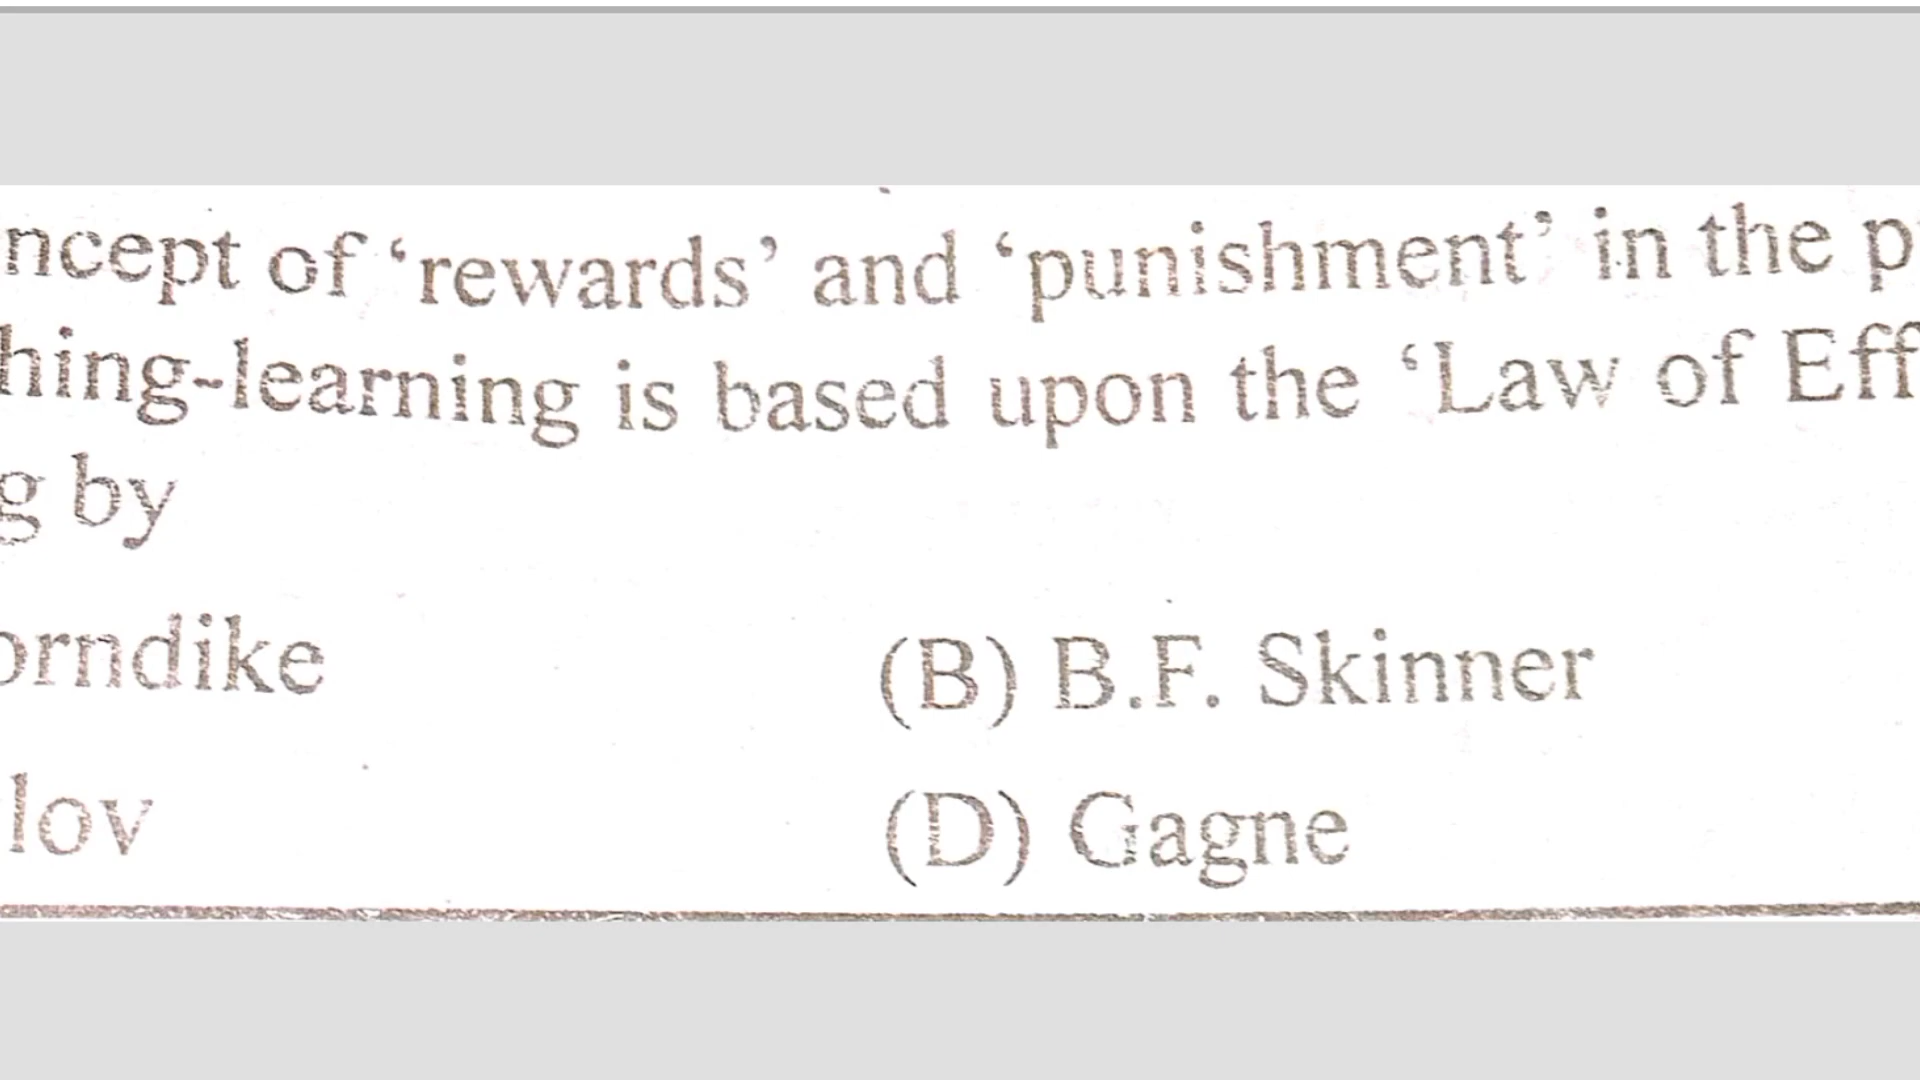 ncept of ‘rewards’ and ‘punishment’ in the p
hing-learning is based upon the ‘Law of Eff
g by
orndike
(B) B.F. Skinner
lov
(D) Gagne